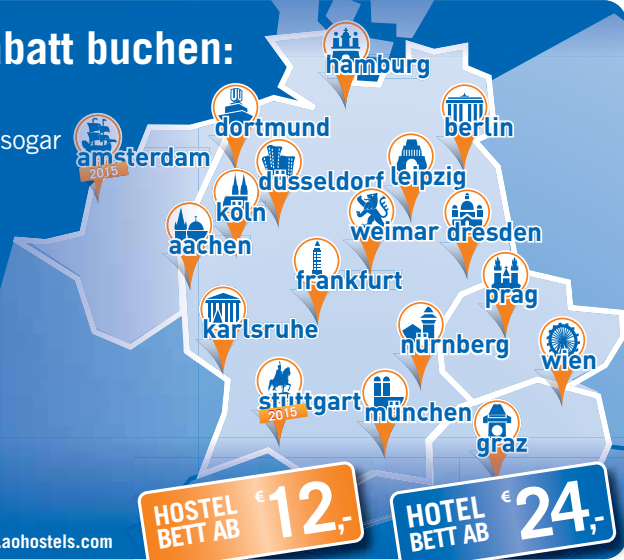 batt buchen:
sogar
hamburg
dortmund
berlin
amsterdam
2015
düsseldorf
leipzig
köln
weimar
dresden
aachen
frankfurt
prag
karlsruhe
nürnberg
wien
stuttgart
2015
münchen
graz
HOSTEL
BETT AB
€ 12,-
HOTEL
BETT AB
€ 24,-
aohostels.com